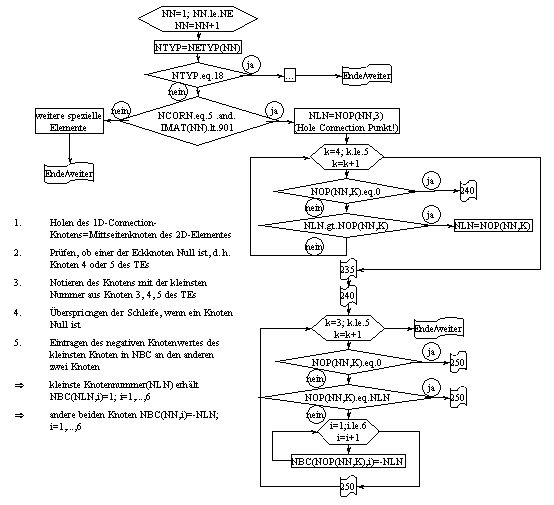 NN=1; NN.le.NE
NN=NN+1
NTYP=NETYP(NN)
NTYP.eq.18
ja
...
Ende/weiter
nein
NCORN.eq.5 .and.
IMAT(NN).lt.901
nein
weitere spezielle
Elemente
Ende/weiter
ja
NLN=NOP(NN,3)
(Hole Connection Punkt!)
k=4; k.le.5
k=k+1
NOP(NN,K).eq.0
ja
240
nein
NLN.gt.NOP(NN,K)
ja
NLN=NOP(NN,K)
nein
235
240
k=3; k.le.5
k=k+1
Ende/weiter
NOP(NN,K).eq.0
ja
250
nein
NOP(NN,K).eq.NLN
ja
250
nein
i=1;i.le.6
i=i+1
NBC(NOP(NN,K),i)=-NLN
250
1. Holen des 1D-Connection-
Knotens=Mittseitenknoten des 2D-Elementes
2. Prüfen, ob einer der Eckknoten Null ist, d.h.
Knoten 4 oder 5 des TEs
3. Notieren des Knotens mit der kleinsten
Nummer aus Knoten 3, 4, 5 des TEs
4. Überspringen der Schleife, wenn ein Knoten
Null ist
5. Eintragen des negativen Knotenwertes des
kleinsten Knoten in NBC an den anderen
zwei Knoten
⇒ kleinste Knotennummer(NLN) erhält
NBC(NLN,i)=1; i=1,...,6
⇒ andere beiden Knoten NBC(NN,i)=-NLN;
i=1,...,6